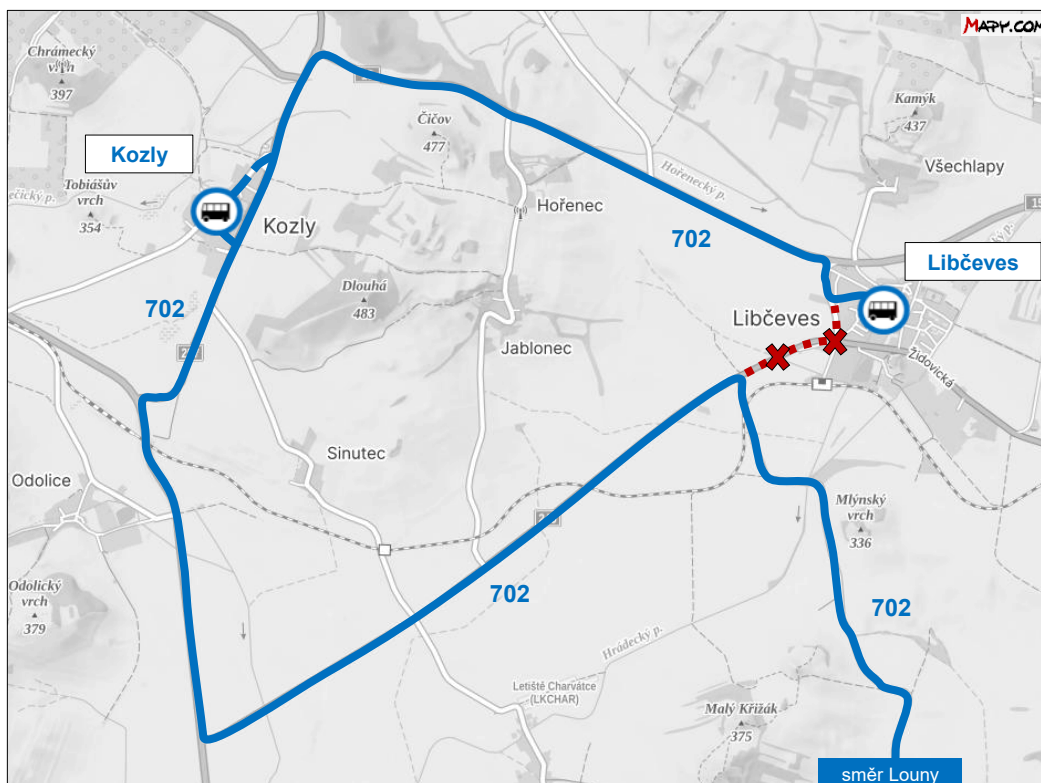 MAPY.COM
Chrámecký
397
Kamýk
437
Čičov
477
Kozly
Všechlapy
Tobiášův
vrch
354
Hořenecký p.
Hořenec
Kozly
702
Libčeves
Dlouhá
483
702
Libčeves
Jablonec
Židovická
Sinutec
Odolice
Mlýnský
vrch
336
Odolický
vrch
379
702
702
Hrádecký p.
Letiště Charvátce
(LKCHAR)
Malý Křižák
375
směr Louny